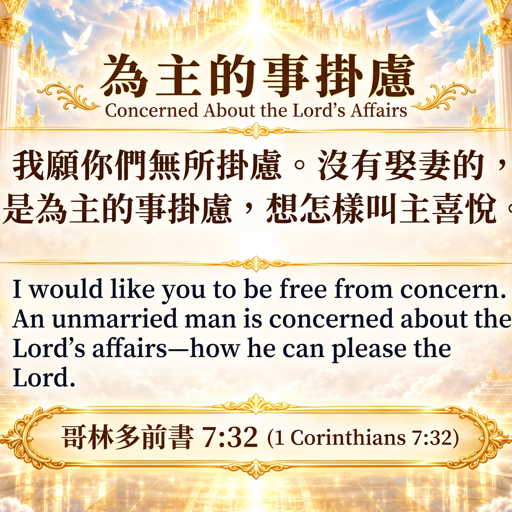 為主的事掛慮
Concerned About the Lord's Affairs
我願你們無所掛慮。沒有娶妻的，
是為主的事掛慮，想怎樣叫主喜悅。
I would like you to be free from concern.
An unmarried man is concerned about the
Lord's affairs—how he can please the
Lord.
哥林多前書 7:32 (1 Corinthians 7:32)